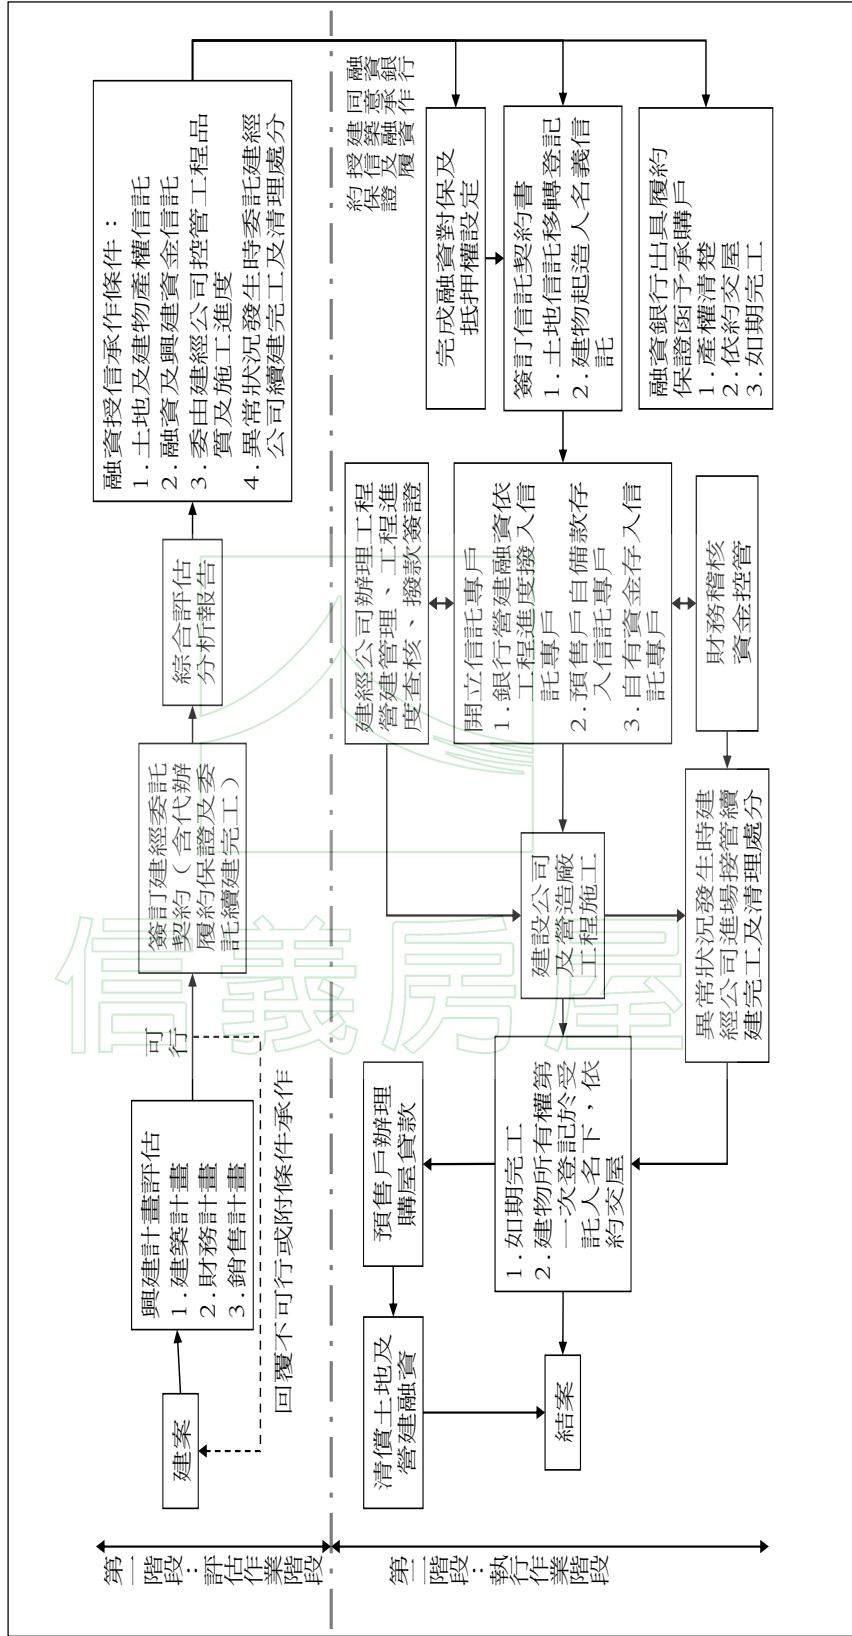 第一階段：評估作業階段
建案
興建計畫評估
1.建築計畫
2.財務計畫
3.銷售計畫
可行
回覆不可行或附條件承作
簽訂建經委託
契約（含代辦
履約保證及委
託續建完工）
綜合評估
分析報告
融資授信承作條件：
1.土地及建物產權信託
2.融資及興建資金信託
3.委由建經公司控管工程品
質及施工進度
4.異常狀況發生時委託建經
公司續建完工及清理處分
第二階段：執行作業階段
融資銀行
同意承作
建築融資
授信及履
約保證
完成融資對保及
抵押權設定
簽訂信託契約書
1.土地信託移轉登記
2.建物起造人名義信
託
融資銀行出具履約
保證函予承購戶
1.產權清楚
2.依約交屋
3.如期完工
建經公司辦理工程
營建管理、工程進
度查核、撥款簽證
開立信託專戶
1.銀行營建融資依
工程進度撥入信
託專戶
2.預售戶自備款存
入信託專戶
3.自有資金存入信
託專戶
財務稽核
資金控管
建設公司
及營造廠
工程施工
異常狀況發生時建
經公司進場接管續
建完工及清理處分
預售戶辦理
購屋貸款
1.如期完工
2.建物所有權第
一次登記於受
託人名下，依
約交屋
清償土地及
營建融資
結案
信義房屋